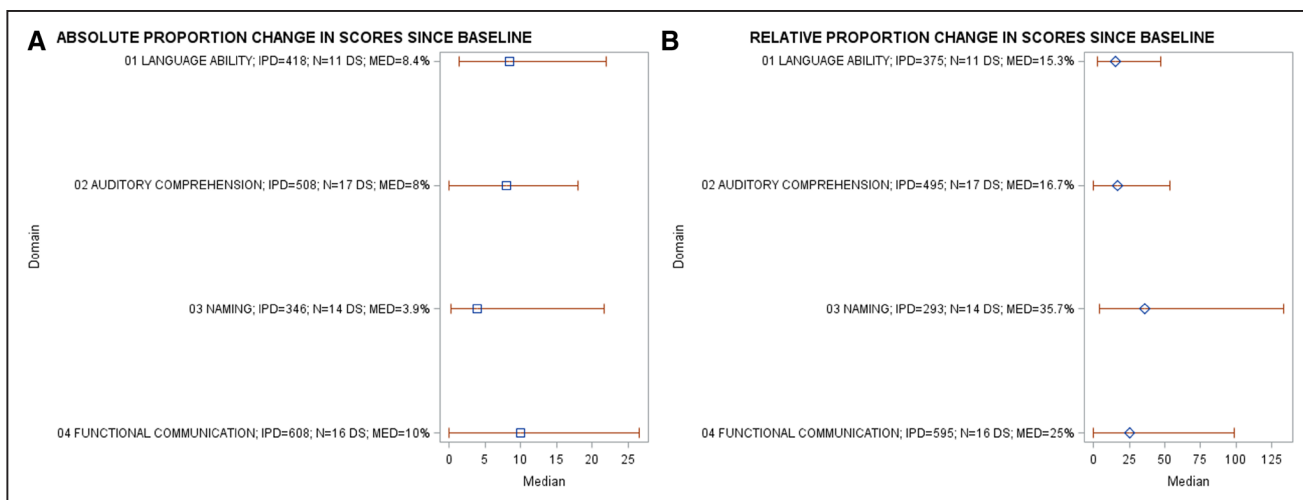 A ABSOLUTE PROPORTION CHANGE IN SCORES SINCE BASELINE
01 LANGUAGE ABILITY; IPD=418; N=11 DS; MED=8.4%
02 AUDITORY COMPREHENSION; IPD=508; N=17 DS; MED=8%
Domain
03 NAMING; IPD=346; N=14 DS; MED=3.9%
04 FUNCTIONAL COMMUNICATION; IPD=608; N=16 DS; MED=10%
0 5 10 15 20 25
Median
B RELATIVE PROPORTION CHANGE IN SCORES SINCE BASELINE
01 LANGUAGE ABILITY; IPD=375; N=11 DS; MED=15.3%
02 AUDITORY COMPREHENSION; IPD=495; N=17 DS; MED=16.7%
Domain
03 NAMING; IPD=293; N=14 DS; MED=35.7%
04 FUNCTIONAL COMMUNICATION; IPD=595; N=16 DS; MED=25%
0 25 50 75 100 125
Median